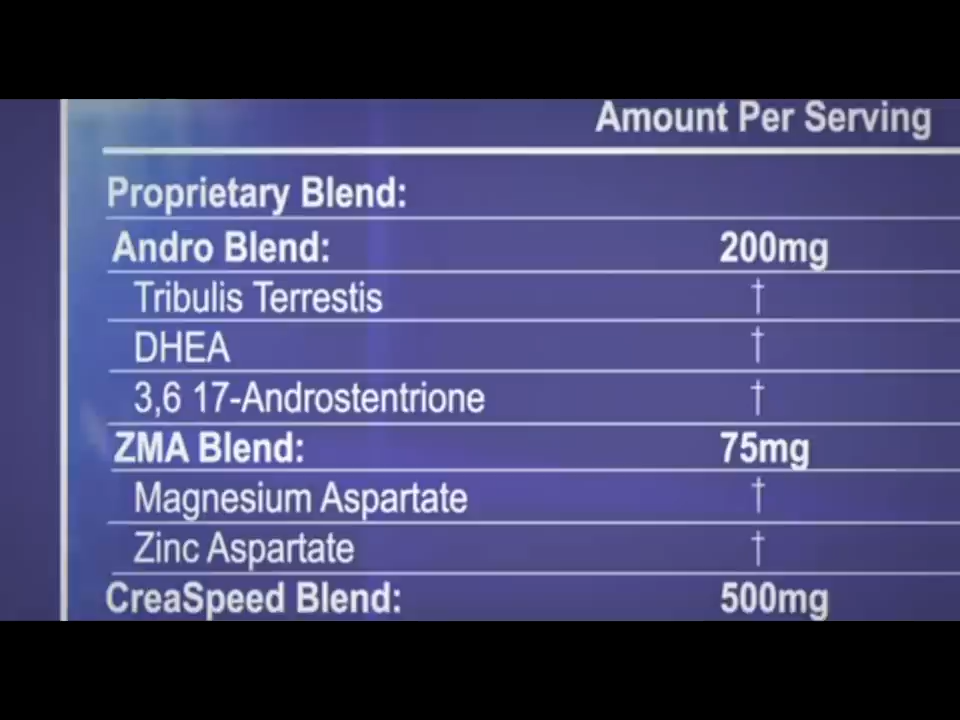 Amount Per Serving
Proprietary Blend:
Andro Blend: 200mg
Tribulis Terrestis †
DHEA †
3,6 17-Androstentrione †
ZMA Blend: 75mg
Magnesium Aspartate †
Zinc Aspartate †
CreaSpeed Blend: 500mg